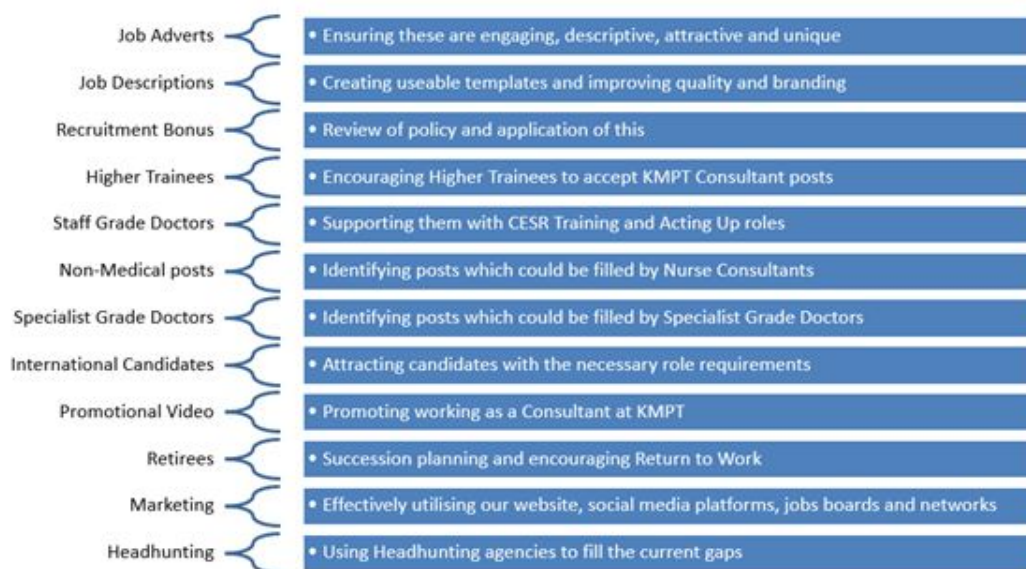 Job Adverts
• Ensuring these are engaging, descriptive, attractive and unique
Job Descriptions
• Creating useable templates and improving quality and branding
Recruitment Bonus
• Review of policy and application of this
Higher Trainees
• Encouraging Higher Trainees to accept KMPT Consultant posts
Staff Grade Doctors
• Supporting them with CESR Training and Acting Up roles
Non-Medical posts
• Identifying posts which could be filled by Nurse Consultants
Specialist Grade Doctors
• Identifying posts which could be filled by Specialist Grade Doctors
International Candidates
• Attracting candidates with the necessary role requirements
Promotional Video
• Promoting working as a Consultant at KMPT
Retirees
• Succession planning and encouraging Return to Work
Marketing
• Effectively utilising our website, social media platforms, jobs boards and networks
Headhunting
• Using Headhunting agencies to fill the current gaps